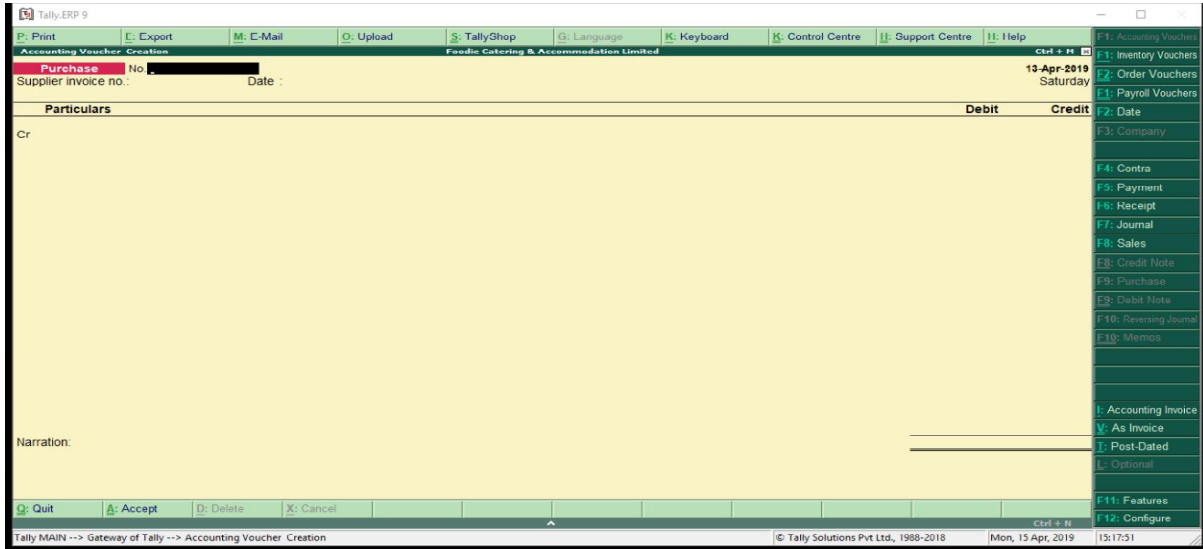 Tally.ERP 9
P: Print E: Export M: E-Mail O: Upload S: TallyShop G: Language K: Keyboard K: Control Centre H: Support Centre H: Help
Accounting Voucher Creation Foodie Catering & Accommodation Limited Ctrl + M
Purchase No. 13-Apr-2019
Supplier invoice no.: Date : Saturday
Particulars Debit Credit
Cr
Narration:
F1: Accounting Vouchers
F1: Inventory Vouchers
F2: Order Vouchers
F1: Payroll Vouchers
F2: Date
F3: Company
F4: Contra
F5: Payment
F6: Receipt
F7: Journal
F8: Sales
F8: Credit Note
F9: Purchase
F9: Debit Note
F10: Reversing Journal
F10: Memos
I: Accounting Invoice
V: As Invoice
T: Post-Dated
L: Optional
F11: Features
F12: Configure
Q: Quit A: Accept D: Delete X: Cancel
Ctrl + N
Tally MAIN --> Gateway of Tally --> Accounting Voucher Creation © Tally Solutions Pvt Ltd., 1988-2018 Mon, 15 Apr, 2019 15:17:51